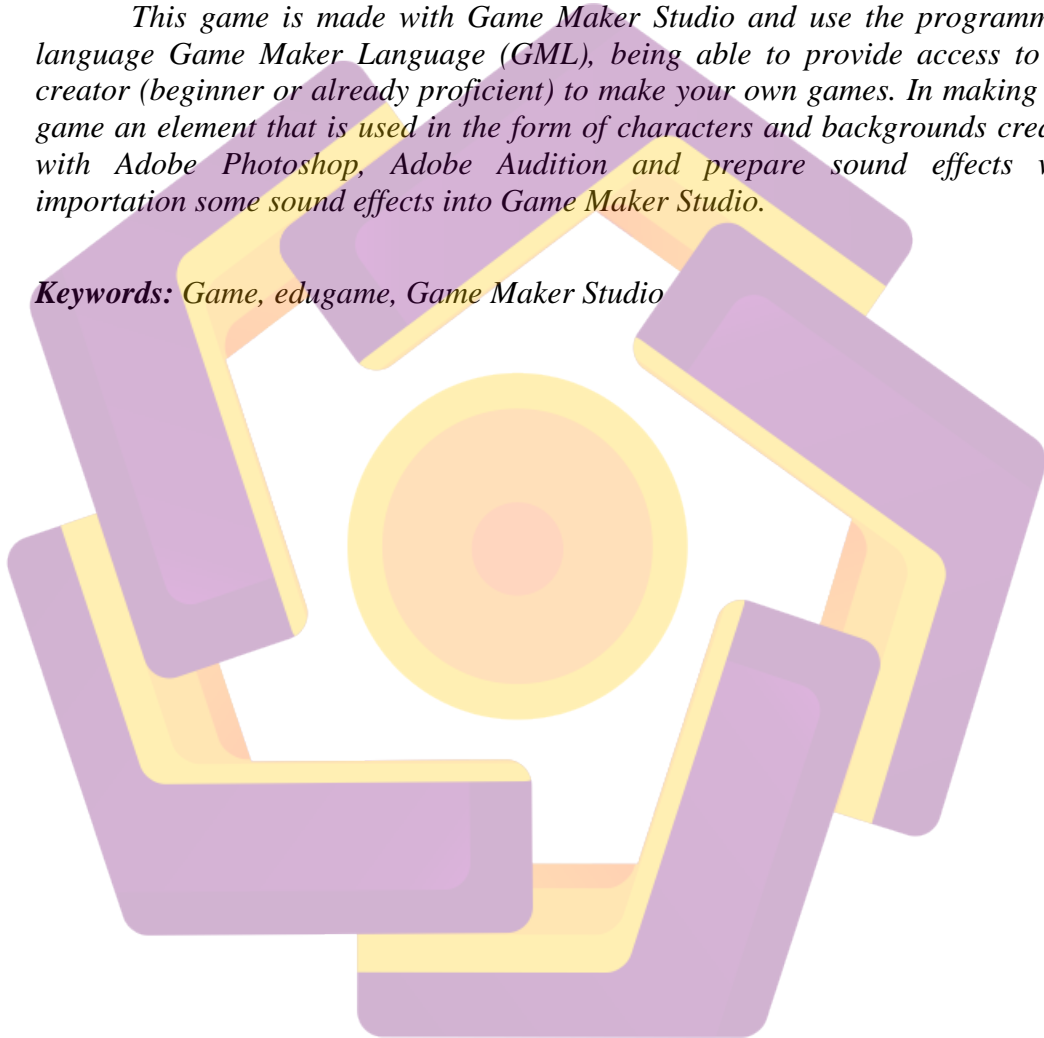 This game is made with Game Maker Studio and use the programm
language Game Maker Language (GML), being able to provide access to
creator (beginner or already proficient) to make your own games. In making
game an element that is used in the form of characters and backgrounds crea
with Adobe Photoshop, Adobe Audition and prepare sound effects
importation some sound effects into Game Maker Studio.
Keywords: Game, edugame, Game Maker Studio